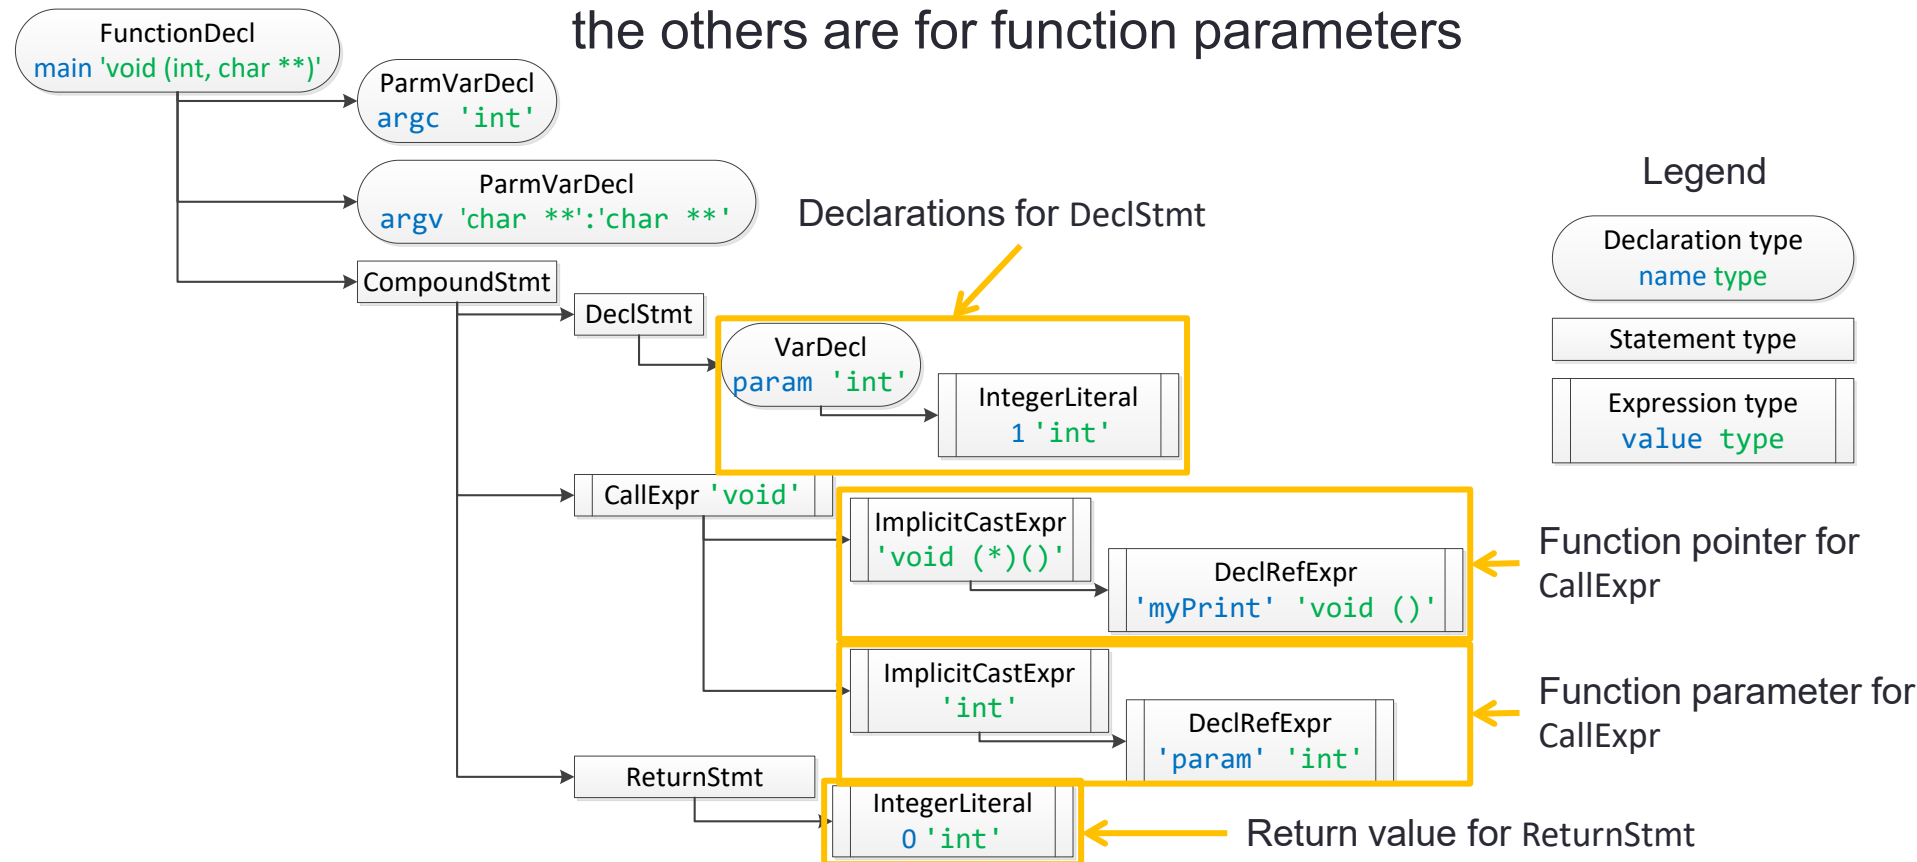 the others are for function parameters
FunctionDecl
main 'void (int, char **)'
ParmVarDecl
argc 'int'
ParmVarDecl
argv 'char **':'char **'
CompoundStmt
Declarations for DeclStmt
DeclStmt
VarDecl
param 'int'
IntegerLiteral
1 'int'
CallExpr 'void'
ImplicitCastExpr
'void (*)()'
DeclRefExpr
'myPrint' 'void ()'
Function pointer for
CallExpr
ImplicitCastExpr
'int'
DeclRefExpr
'param' 'int'
Function parameter for
CallExpr
ReturnStmt
IntegerLiteral
0 'int'
Return value for ReturnStmt
Legend
Declaration type
name type
Statement type
Expression type
value type